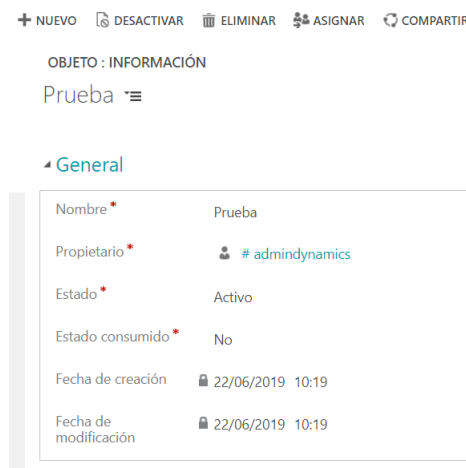 NUEVO DESACTIVAR ELIMINAR ASIGNAR COMPARTIR
OBJETO : INFORMACIÓN
Prueba
General
Nombre * Prueba
Propietario * # admindynamics
Estado * Activo
Estado consumido * No
Fecha de creación 22/06/2019 10:19
Fecha de
modificación 22/06/2019 10:19